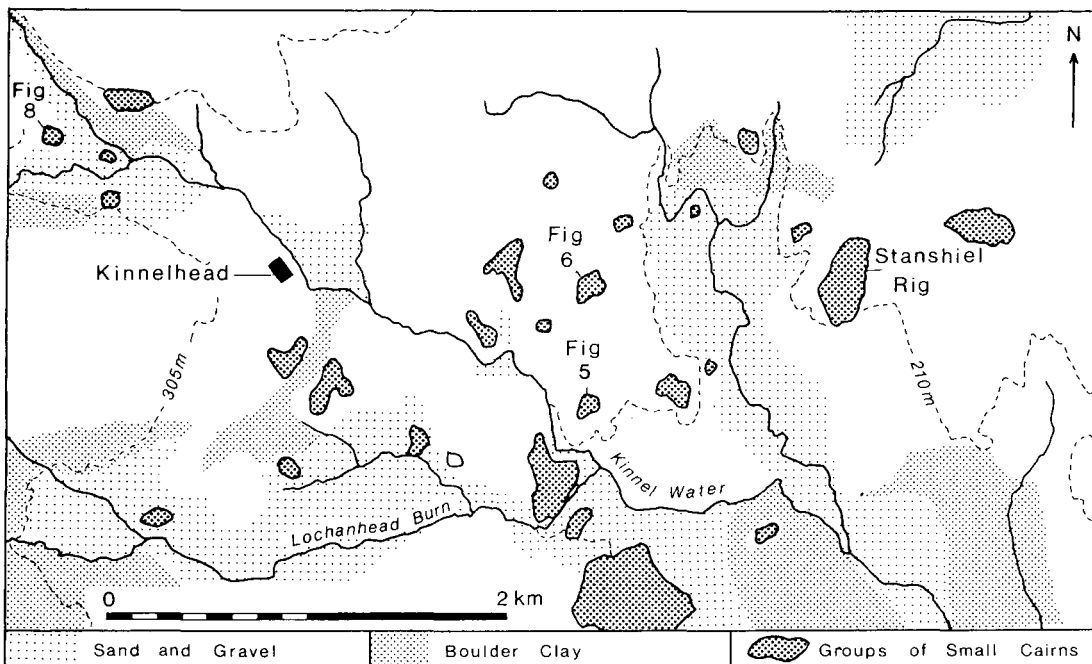 N
Fig
8
Kinnelhead
Fig
6
Stanshiel
Rig
305m
Fig
5
210m
Kinnel Water
Lochanhead Burn
0 2 km
Sand and Gravel
Boulder Clay
Groups of Small Cairns